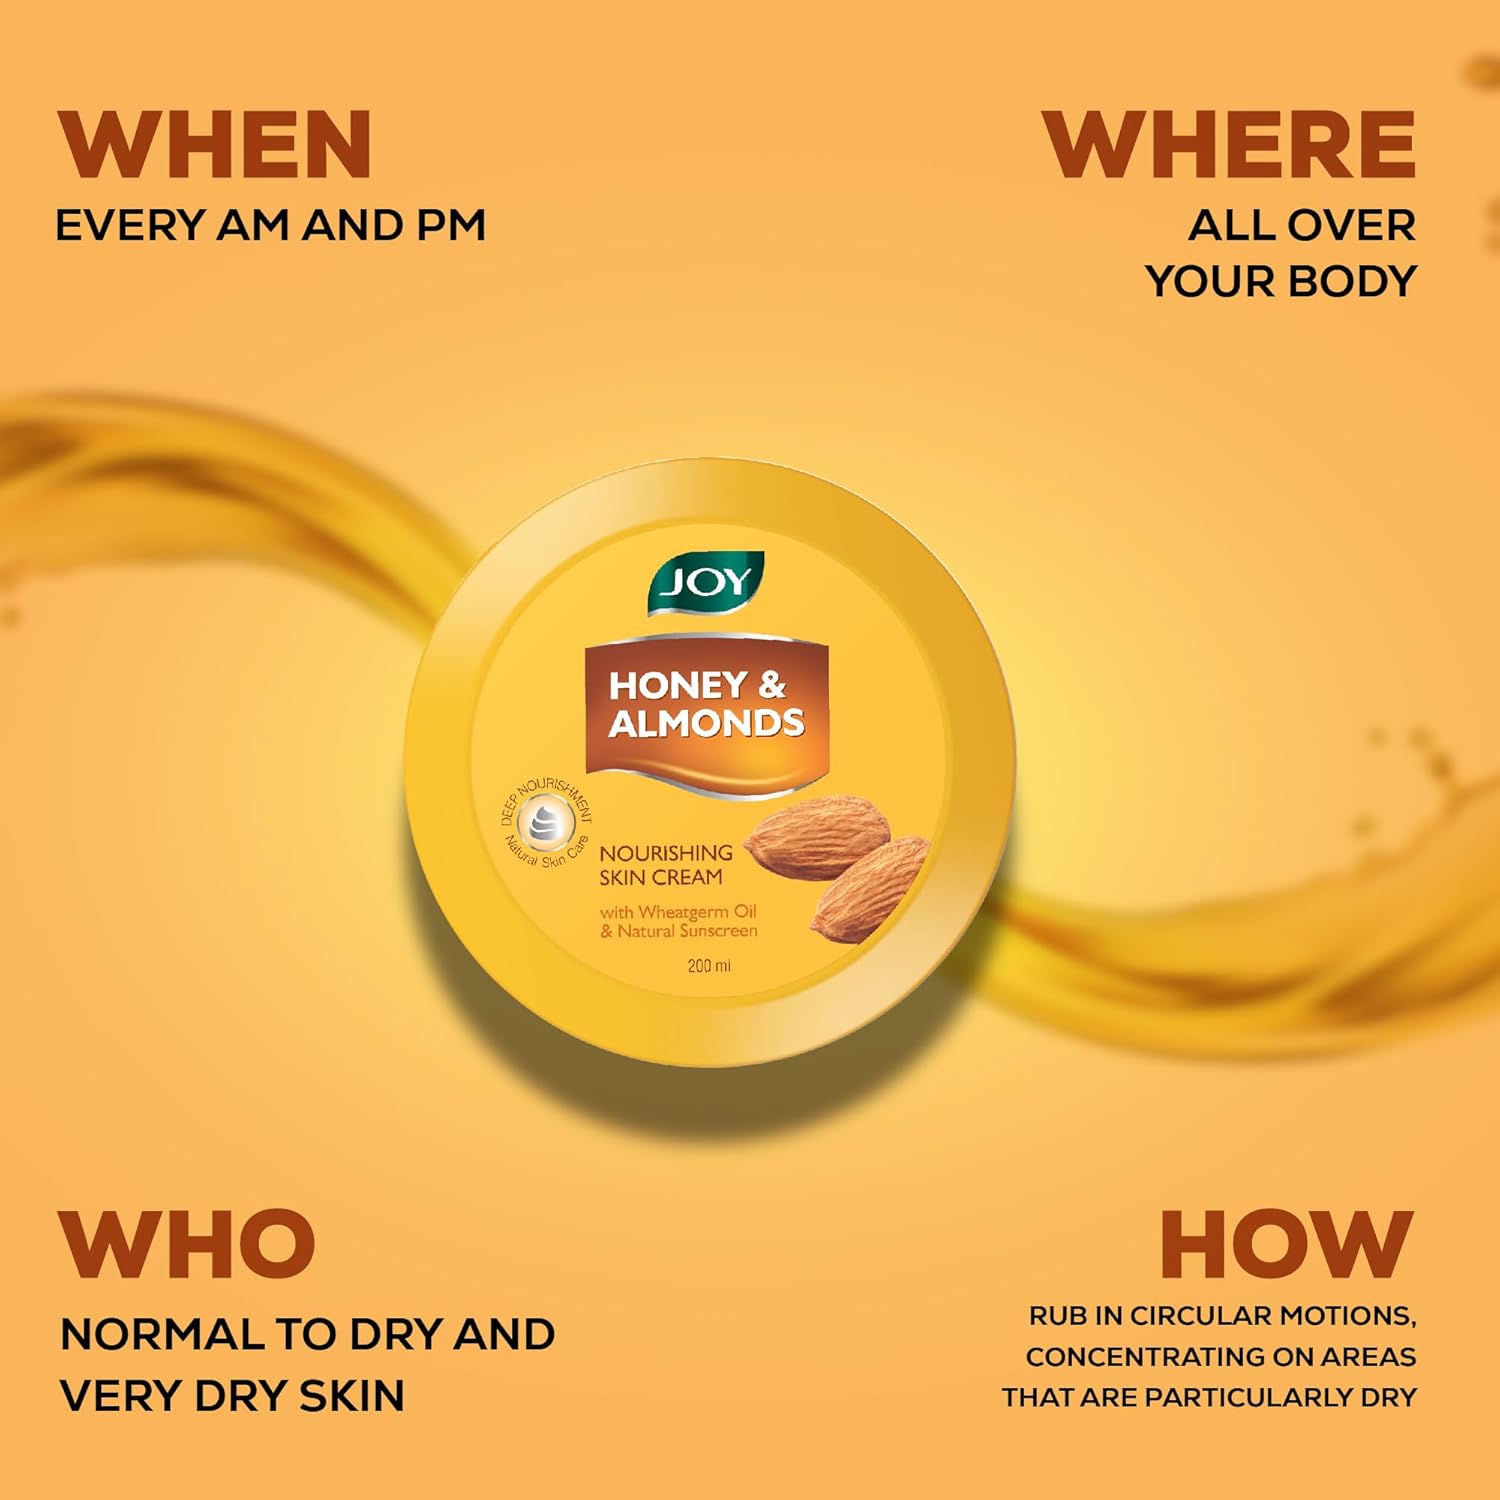 WHEN
EVERY AM AND PM
WHERE
ALL OVER
YOUR BODY
JOY
HONEY &
ALMONDS
DEEP NOURISHMENT
Natural Skin Care
NOURISHING
SKIN CREAM
with Wheatgerm Oil
& Natural Sunscreen
200 ml
WHO
NORMAL TO DRY AND
VERY DRY SKIN
HOW
RUB IN CIRCULAR MOTIONS,
CONCENTRATING ON AREAS
THAT ARE PARTICULARLY DRY